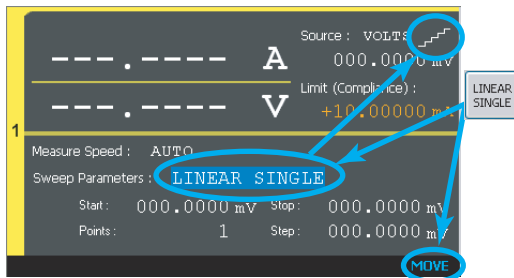 Source : VOLTS
---.---- A
000.0000 mV
Limit (Compliance) :
---.---- V
+10.00000 mA
LINEAR
SINGLE
1
Measure Speed : AUTO
Sweep Parameters : LINEAR SINGLE
Start : 000.0000 mV Stop : 000.0000 mV
Points : 1 Step : 000.0000 mV
MOVE